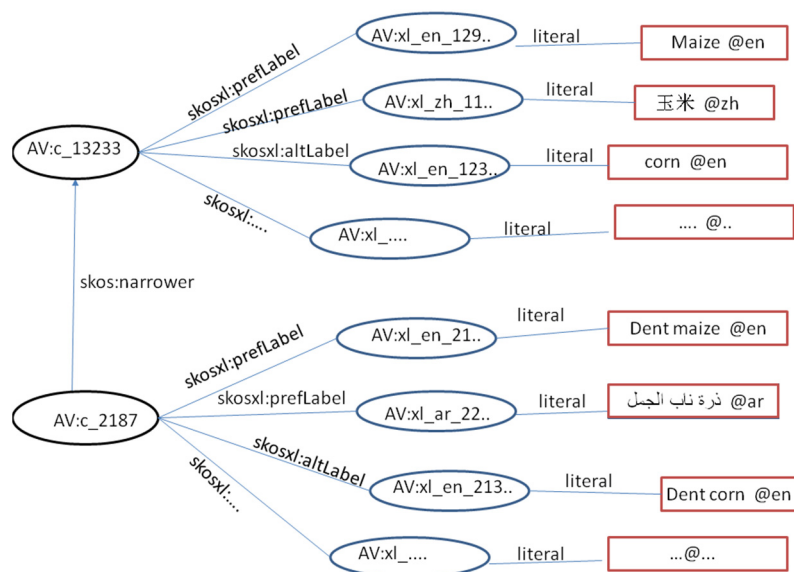 AV:xl_en_129..
literal
Maize @en
skosxl:prefLabel
AV:xl_zh_11..
literal
玉米 @zh
skosxl:prefLabel
AV:c_13233
skosxl:altLabel
AV:xl_en_123..
literal
corn @en
skosxl:....
AV:xl_....
literal
.... @..
skos:narrower
AV:xl_en_21..
literal
Dent maize @en
skosxl:prefLabel
AV:c_2187
skosxl:prefLabel
AV:xl_ar_22..
literal
ذرة ناب الجمل @ar
skosxl:altLabel
AV:xl_en_213..
literal
Dent corn @en
skosxl:....
AV:xl_....
literal
...@...